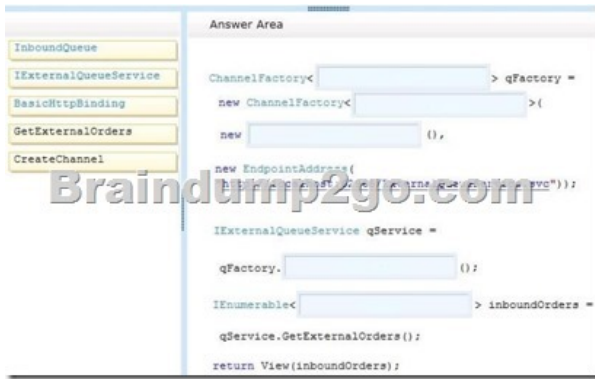 Answer Area
InboundQueue
IExternalQueueService
BasicHttpBinding
GetExternalOrders
CreateChannel
ChannelFactory< > qFactory =
new ChannelFactory< >(
new ();
new EndpointAddress(
svc"));
Braindump2go.com
IExternalQueueService qService =
qFactory. ();
IEnumerable< > inboundOrders =
qService.GetExternalOrders();
return View(inboundOrders);